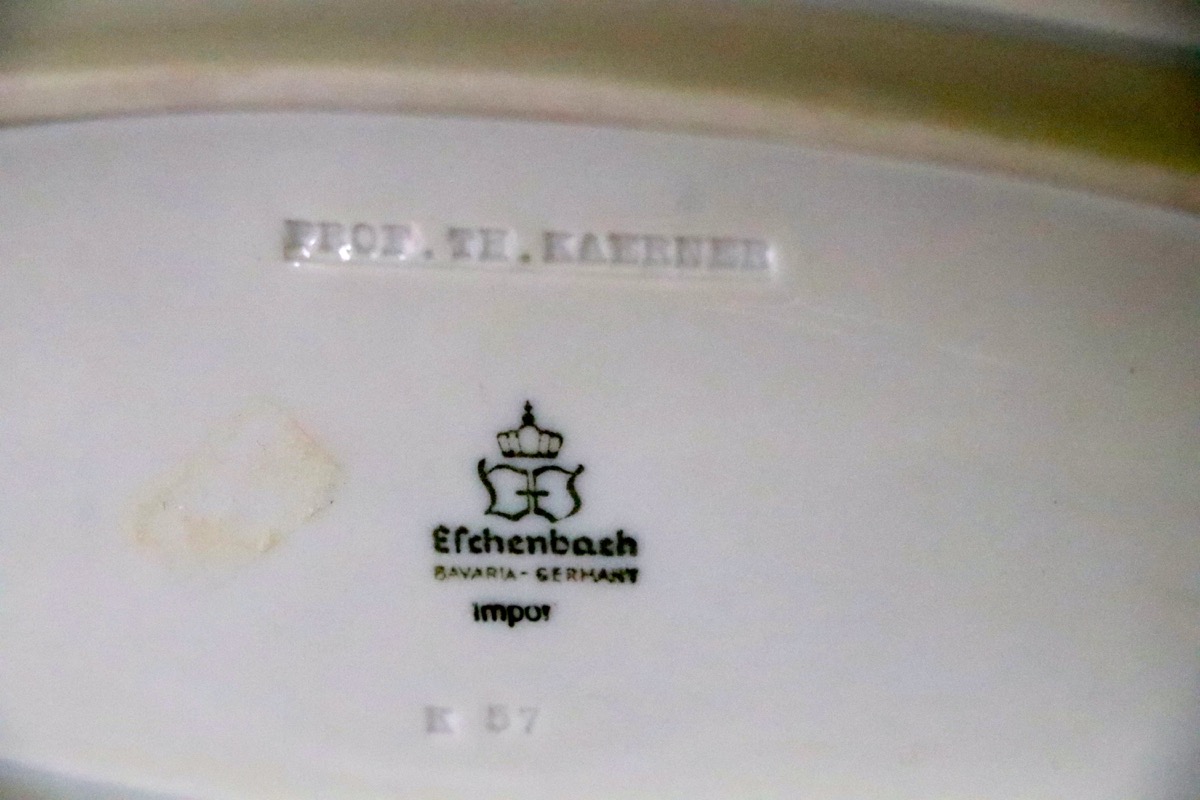 PROF. TH. KAERNER
Eſchenbach
BAVARIA - GERMANY
Impor
K 57